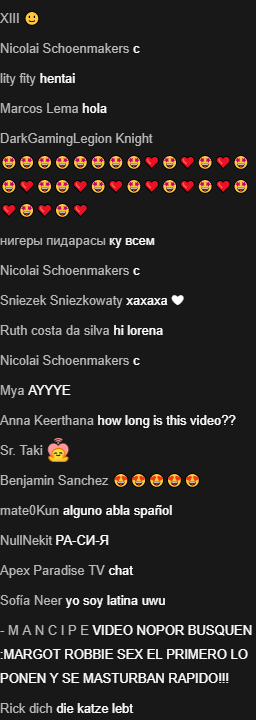 XIII 🙂
Nicolai Schoenmakers c
lity fity hentai
Marcos Lema hola
DarkGamingLegion Knight
🤩🤩🤩🤩🤩🤩🤩🤩❤🤩❤🤩❤🤩
🤩❤🤩🤩❤🤩❤🤩❤🤩❤🤩❤🤩
❤🤩❤🤩❤
нигеры пидарасы ку всем
Nicolai Schoenmakers c
Sniezek Sniezkowaty xaxaxa 🤍
Ruth costa da silva hi lorena
Nicolai Schoenmakers c
Mya AYYYE
Anna Keerthana how long is this video??
Sr. Taki
Benjamin Sanchez 🤩🤩🤩🤩🤩
mate0Kun alguno abla spañol
NullNekit РА-СИ-Я
Apex Paradise TV chat
Sofía Neer yo soy latina uwu
- M A N C I P E VIDEO NOPOR BUSQUEN
:MARGOT ROBBIE SEX EL PRIMERO LO
PONEN Y SE MASTURBAN RAPIDO!!!
Rick dich die katze lebt